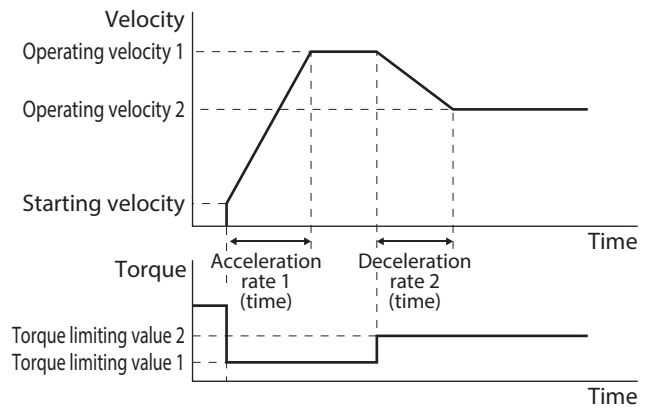 Velocity
Operating velocity 1
Operating velocity 2
Starting velocity
Time
Acceleration
rate 1
(time)
Deceleration
rate 2
(time)
Torque
Torque limiting value 2
Torque limiting value 1
Time